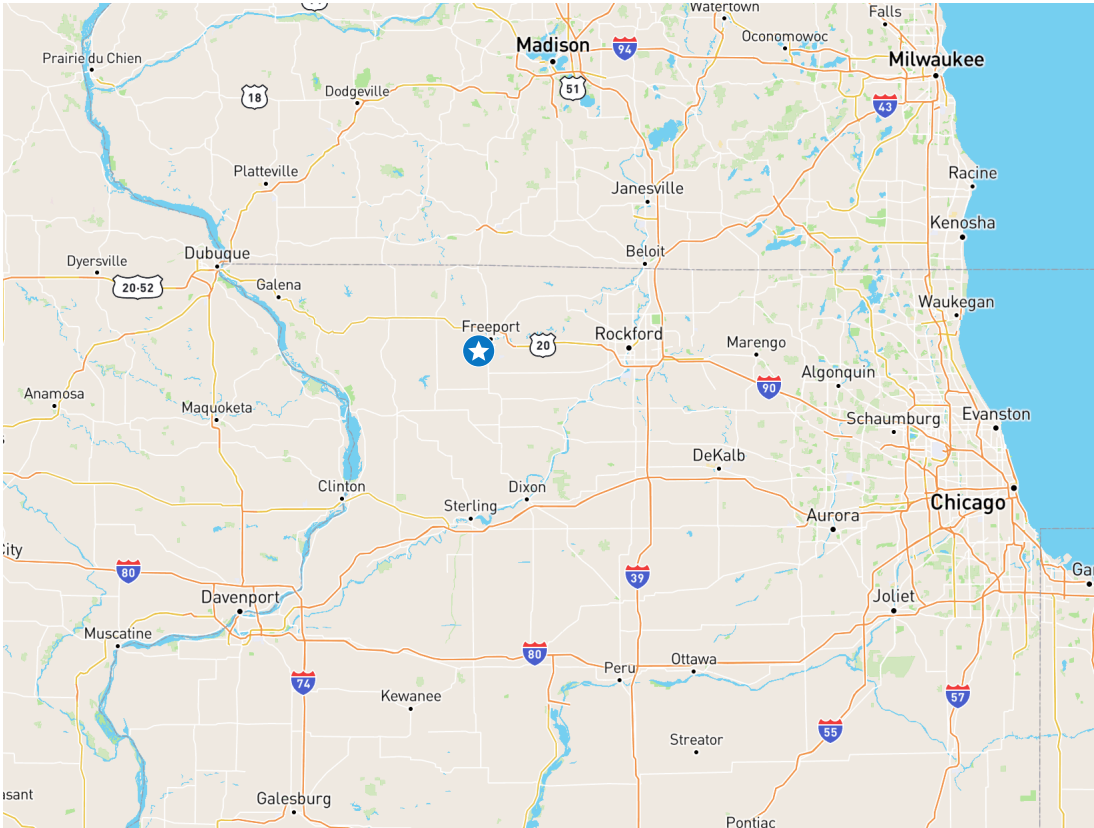 Watertown
Falls
Oconomowoc
Madison
94
Milwaukee
Prairie du Chien
18
Dodgeville
51
43
Platteville
Janesville
Racine
Kenosha
Dubuque
Beloit
Dyersville
20-52
Galena
Waukegan
Freeport
20
Rockford
Marengo
90
Algonquin
Anamosa
Maquoketa
Schaumburg
Evanston
DeKalb
Clinton
Dixon
Sterling
Chicago
Aurora
City
80
39
Gar
Davenport
Joliet
Muscatine
80
Ottawa
Peru
74
Kewanee
57
55
Streator
asant
Galesburg
Pontiac